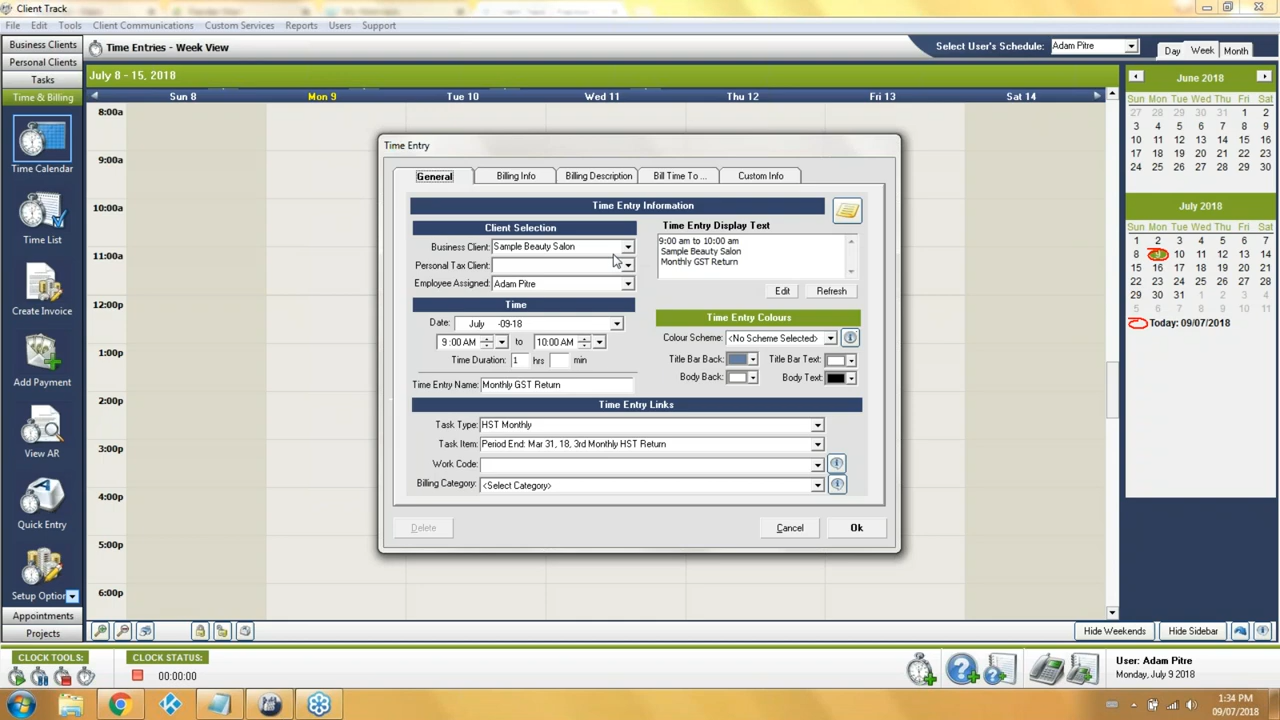 Client Track
File Edit Tools Client Communications Custom Services Reports Users Support
Business Clients
Personal Clients
Tasks
Time & Billing
Time Calendar
Time List
Create Invoice
Add Payment
View AR
Quick Entry
Setup Option
Appointments
Projects
Time Entries - Week View
Select User's Schedule: Adam Pitre
Day Week Month
July 8 - 15, 2018
Sun 8 Mon 9 Tue 10 Wed 11 Thu 12 Fri 13 Sat 14
8:00a
9:00a
10:00a
11:00a
12:00p
1:00p
2:00p
3:00p
4:00p
5:00p
6:00p
Time Entry
General Billing Info Billing Description Bill Time To ... Custom Info
Time Entry Information
Client Selection
Business Client: Sample Beauty Salon
Personal Tax Client:
Employee Assigned: Adam Pitre
Time
Date: July -09-18
9:00 AM to 10:00 AM
Time Duration: 1 hrs min
Time Entry Name: Monthly GST Return
Time Entry Display Text
9:00 am to 10:00 am
Sample Beauty Salon
Monthly GST Return
Edit Refresh
Time Entry Colours
Colour Scheme: <No Scheme Selected>
Title Bar Back: Title Bar Text:
Body Back: Body Text:
Time Entry Links
Task Type: HST Monthly
Task Item: Period End: Mar 31, 18, 3rd Monthly HST Return
Work Code:
Billing Category: <Select Category>
Delete Cancel Ok
June 2018
Sun Mon Tue Wed Thu Fri Sat
27 28 29 30 31 1 2
3 4 5 6 7 8 9
10 11 12 13 14 15 16
17 18 19 20 21 22 23
24 25 26 27 28 29 30
July 2018
Sun Mon Tue Wed Thu Fri Sat
1 2 3 4 5 6 7
8 9 10 11 12 13 14
15 16 17 18 19 20 21
22 23 24 25 26 27 28
29 30 31 1 2 3 4
Today: 09/07/2018
Hide Weekends Hide Sidebar
CLOCK TOOLS: CLOCK STATUS:
00:00:00
User: Adam Pitre
Monday, July 9 2018
1:34 PM
09/07/2018